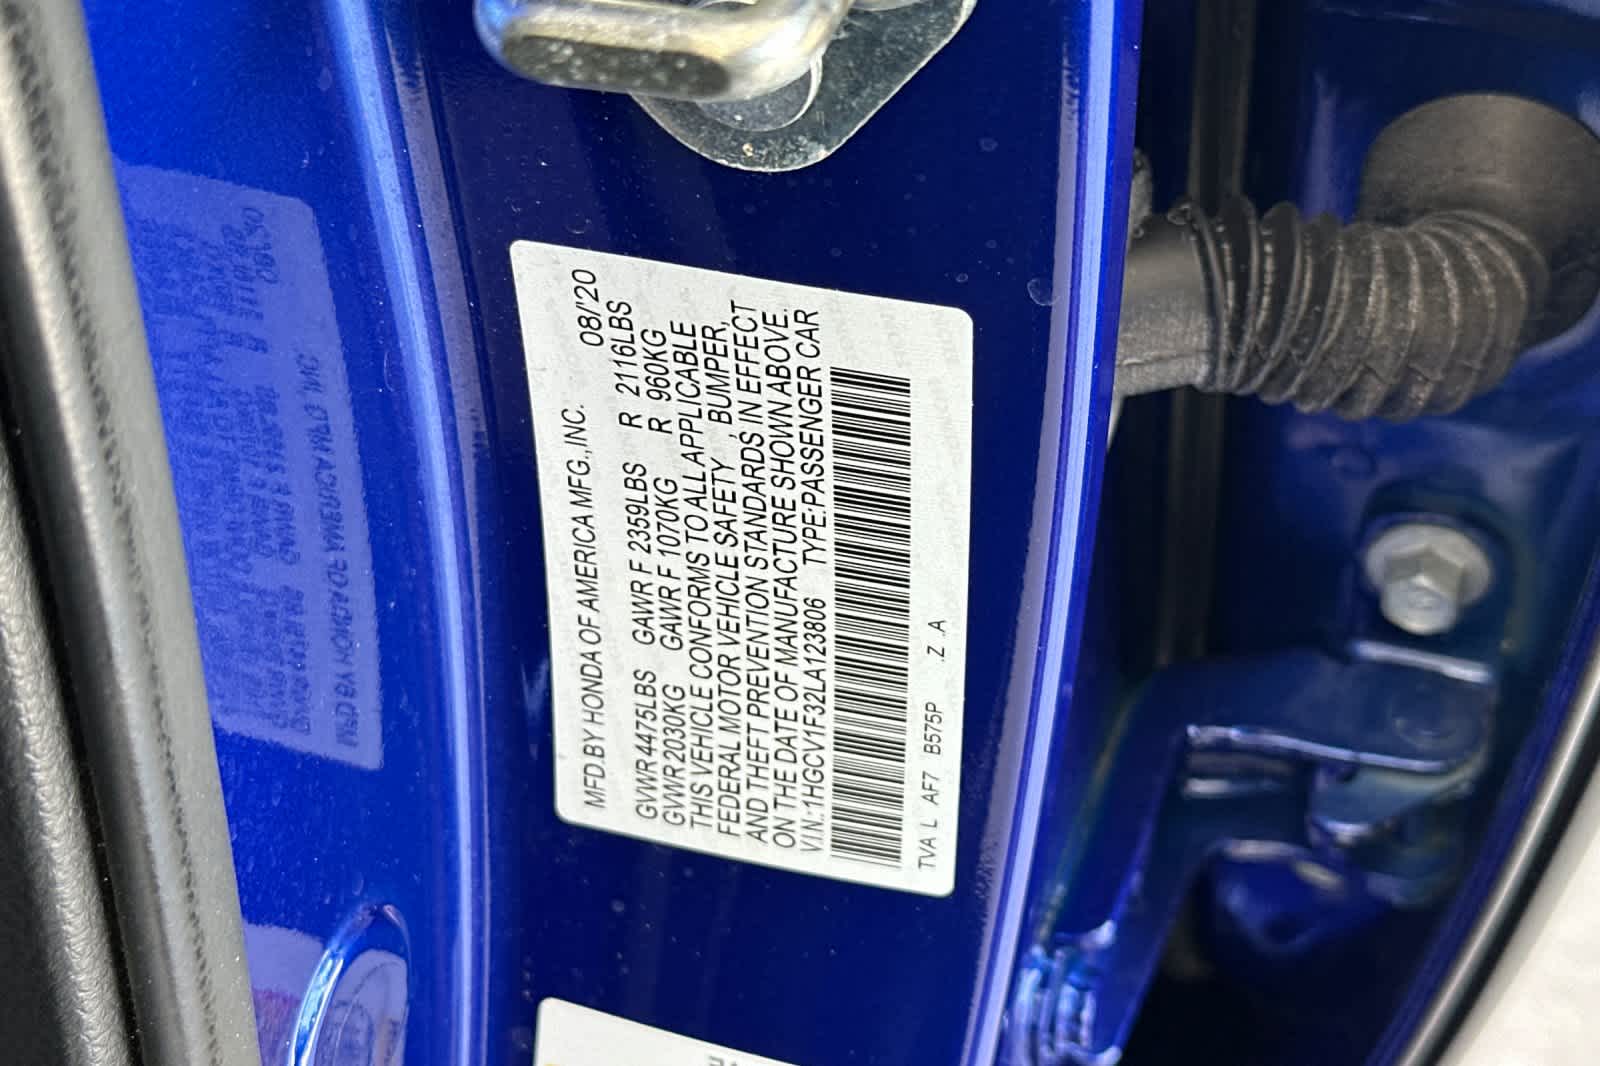 MFD.BY HONDA OF AMERICA MFG.,INC. 08/'20
GVWR 4475LBS GAWR F 2359LBS R 2116LBS
GVWR2030KG GAWR F 1070KG R 960KG
THIS VEHICLE CONFORMS TO ALL APPLICABLE
FEDERAL MOTOR VEHICLE SAFETY , BUMPER,
AND THEFT PREVENTION STANDARDS IN EFFECT
ON THE DATE OF MANUFACTURE SHOWN ABOVE.
V.I.N.:1HGCV1F32LA123806 TYPE:PASSENGER CAR
TVA L AF7 B575P .Z .A